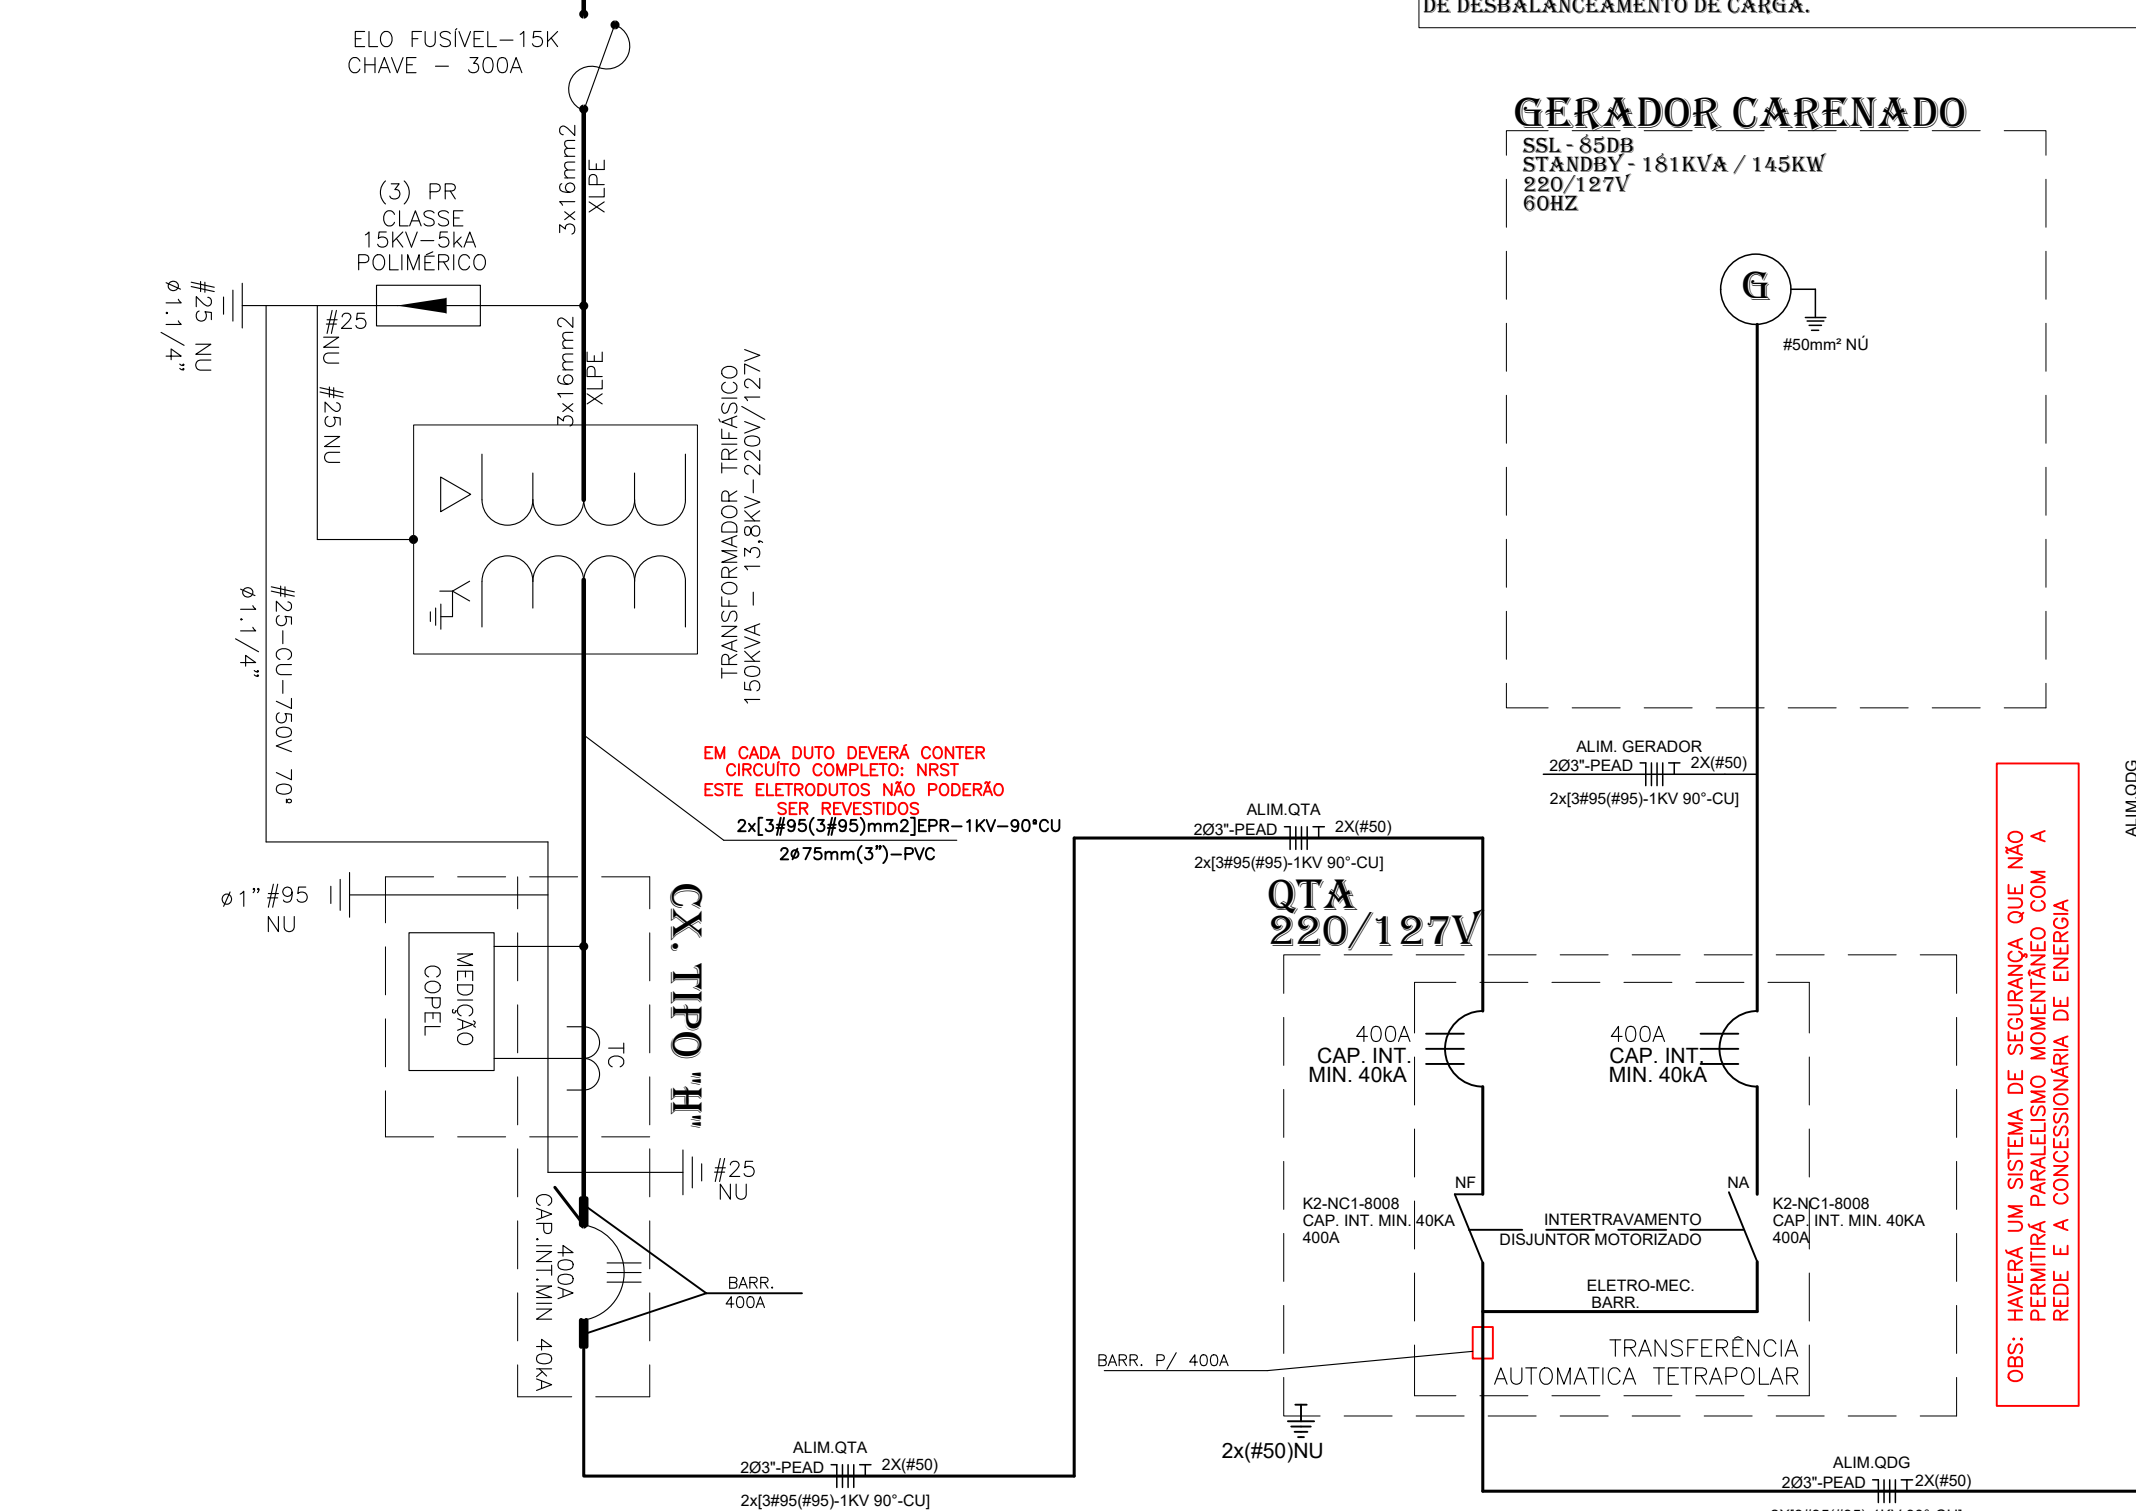 DE DESBALANCEAMENTO DE CARGA.
ELO FUSÍVEL-15K
CHAVE - 300A
3x16mm2
XLPE
(3) PR
CLASSE
15KV-5kA
POLIMÉRICO
#25 NU
ø1.1/4"
#25
NU
#25 NU
3x16mm2
XLPE
TRANSFORMADOR TRIFÁSICO
150KVA - 13,8KV-220V/127V
#25-CU-750V 70°
ø1.1/4"
EM CADA DUTO DEVERÁ CONTER
CIRCUÍTO COMPLETO: NRST
ESTE ELETRODUTOS NÃO PODERÃO
SER REVESTIDOS
2x[3#95(3#95)mm2]EPR-1KV-90°CU
2ø75mm(3")-PVC
ø1" #95
NU
CX. TIPO "H"
MEDIÇÃO
COPEL
TC
#25
NU
400A
CAP.INT.MIN 40kA
BARR.
400A
ALIM.QTA
2Ø3"-PEAD 2X(#50)
2x[3#95(#95)-1KV 90°-CU]
GERADOR CARENADO
SSL - 85DB
STANDBY - 181KVA / 145KW
220/127V
60HZ
G
#50mm² NÚ
ALIM. GERADOR
2Ø3"-PEAD 2X(#50)
2x[3#95(#95)-1KV 90°-CU]
ALIM.QTA
2Ø3"-PEAD 2X(#50)
2x[3#95(#95)-1KV 90°-CU]
QTA
220/127V
400A
CAP. INT.
MIN. 40kA
400A
CAP. INT.
MIN. 40kA
NF
NA
K2-NC1-8008
CAP. INT. MIN. 40KA
400A
INTERTRAVAMENTO
DISJUNTOR MOTORIZADO
K2-NC1-8008
CAP. INT. MIN. 40KA
400A
ELETRO-MEC.
BARR.
BARR. P/ 400A
TRANSFERÊNCIA
AUTOMATICA TETRAPOLAR
2x(#50)NU
OBS: HAVERÁ UM SISTEMA DE SEGURANÇA QUE NÃO
PERMITIRÁ PARALELISMO MOMENTÂNEO COM A
REDE E A CONCESSIONÁRIA DE ENERGIA
ALIM.QDG
ALIM.QDG
2Ø3"-PEAD 2X(#50)